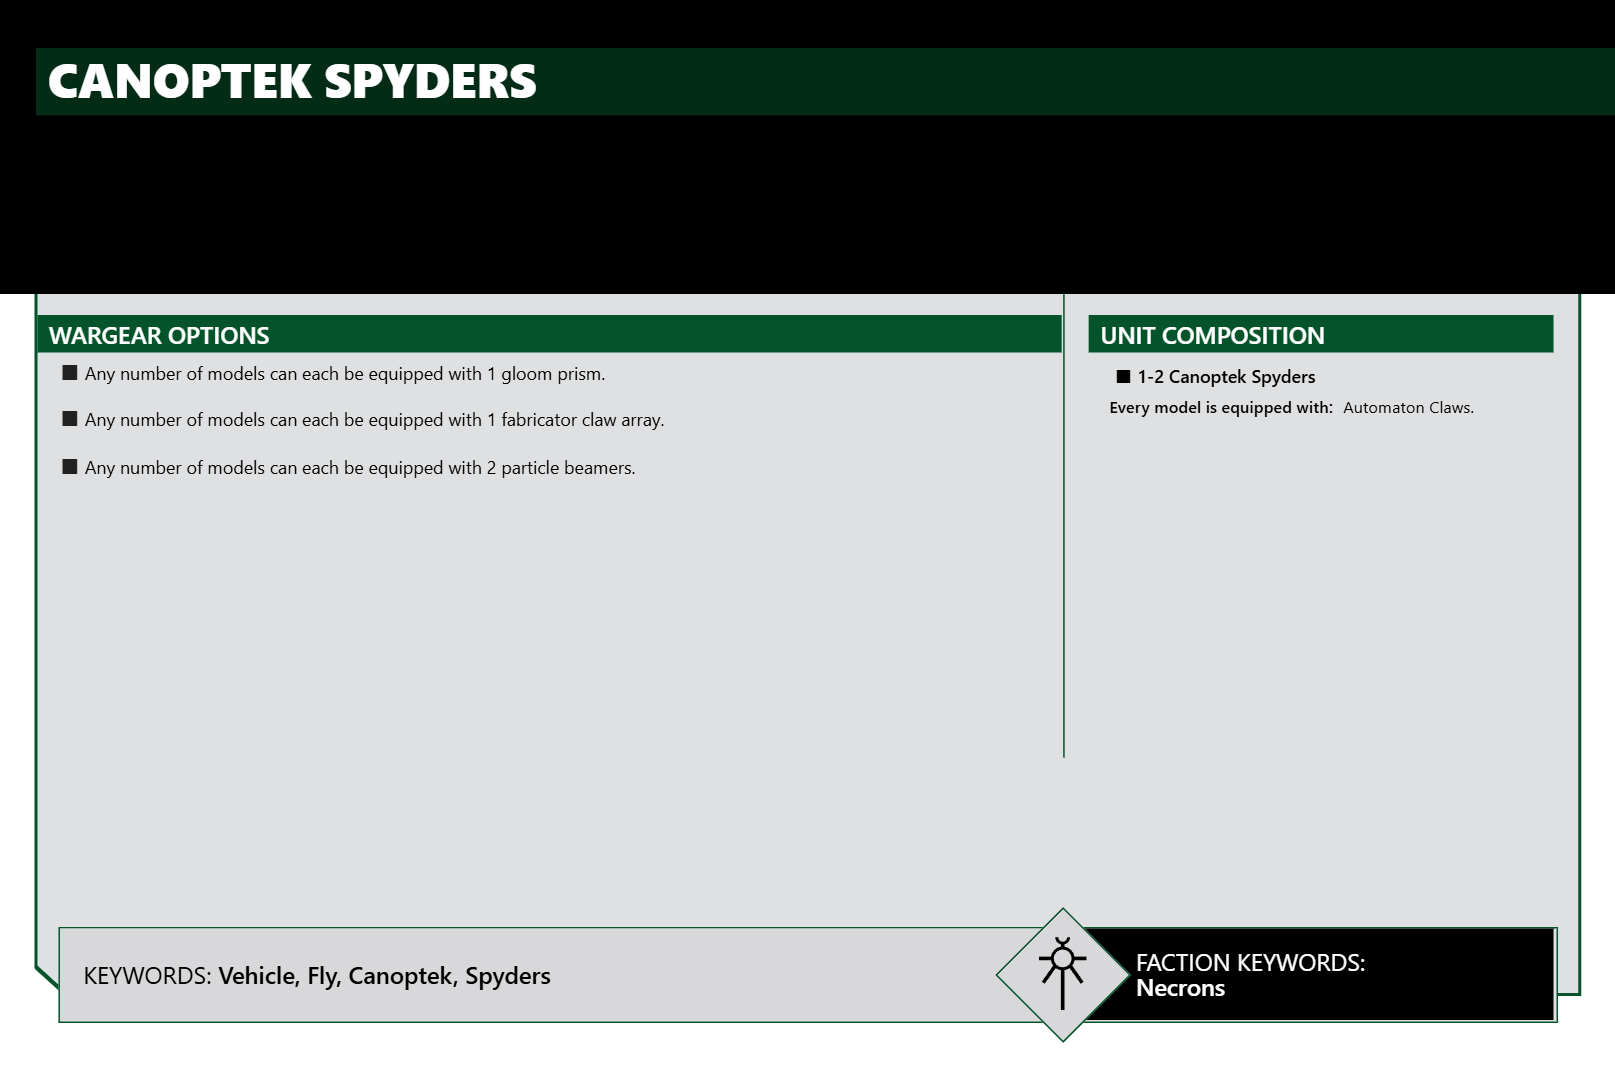 CANOPTEK SPYDERS
WARGEAR OPTIONS
■ Any number of models can each be equipped with 1 gloom prism.
■ Any number of models can each be equipped with 1 fabricator claw array.
■ Any number of models can each be equipped with 2 particle beamers.
UNIT COMPOSITION
■ 1-2 Canoptek Spyders
Every model is equipped with: Automaton Claws.
KEYWORDS: Vehicle, Fly, Canoptek, Spyders
FACTION KEYWORDS:
Necrons